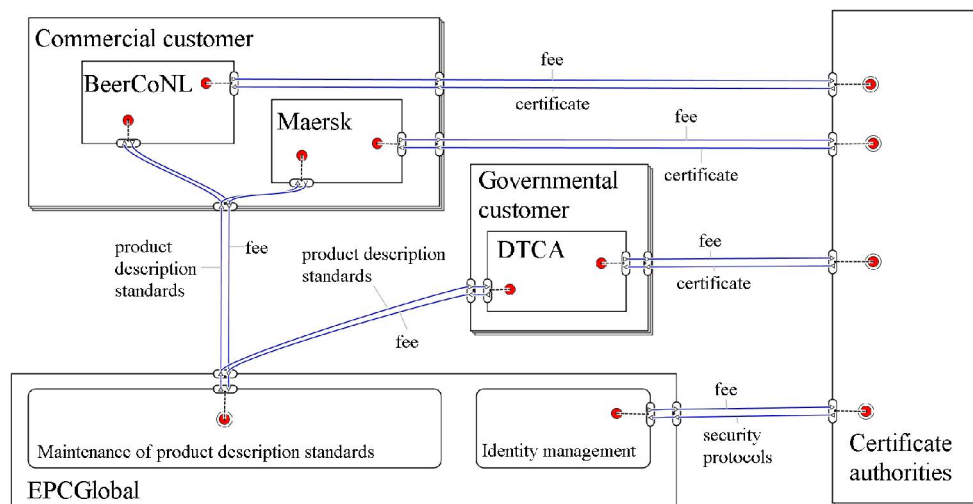 Commercial customer
BeerCoNL
fee
certificate
Maersk
fee
certificate
Governmental
customer
DTCA
fee
certificate
product
description
standards
fee
product description
standards
fee
Maintenance of product description standards
Identity management
EPCGlobal
fee
security
protocols
Certificate
authorities